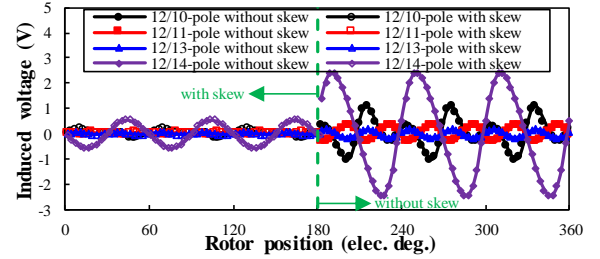 12/10-pole without skew 12/10-pole with skew
12/11-pole without skew 12/11-pole with skew
12/13-pole without skew 12/13-pole with skew
12/14-pole without skew 12/14-pole with skew
Induced voltage (V)
5
4
3
2
1
0
-1
-2
-3
with skew
without skew
0 60 120 180 240 300 360
Rotor position (elec. deg.)